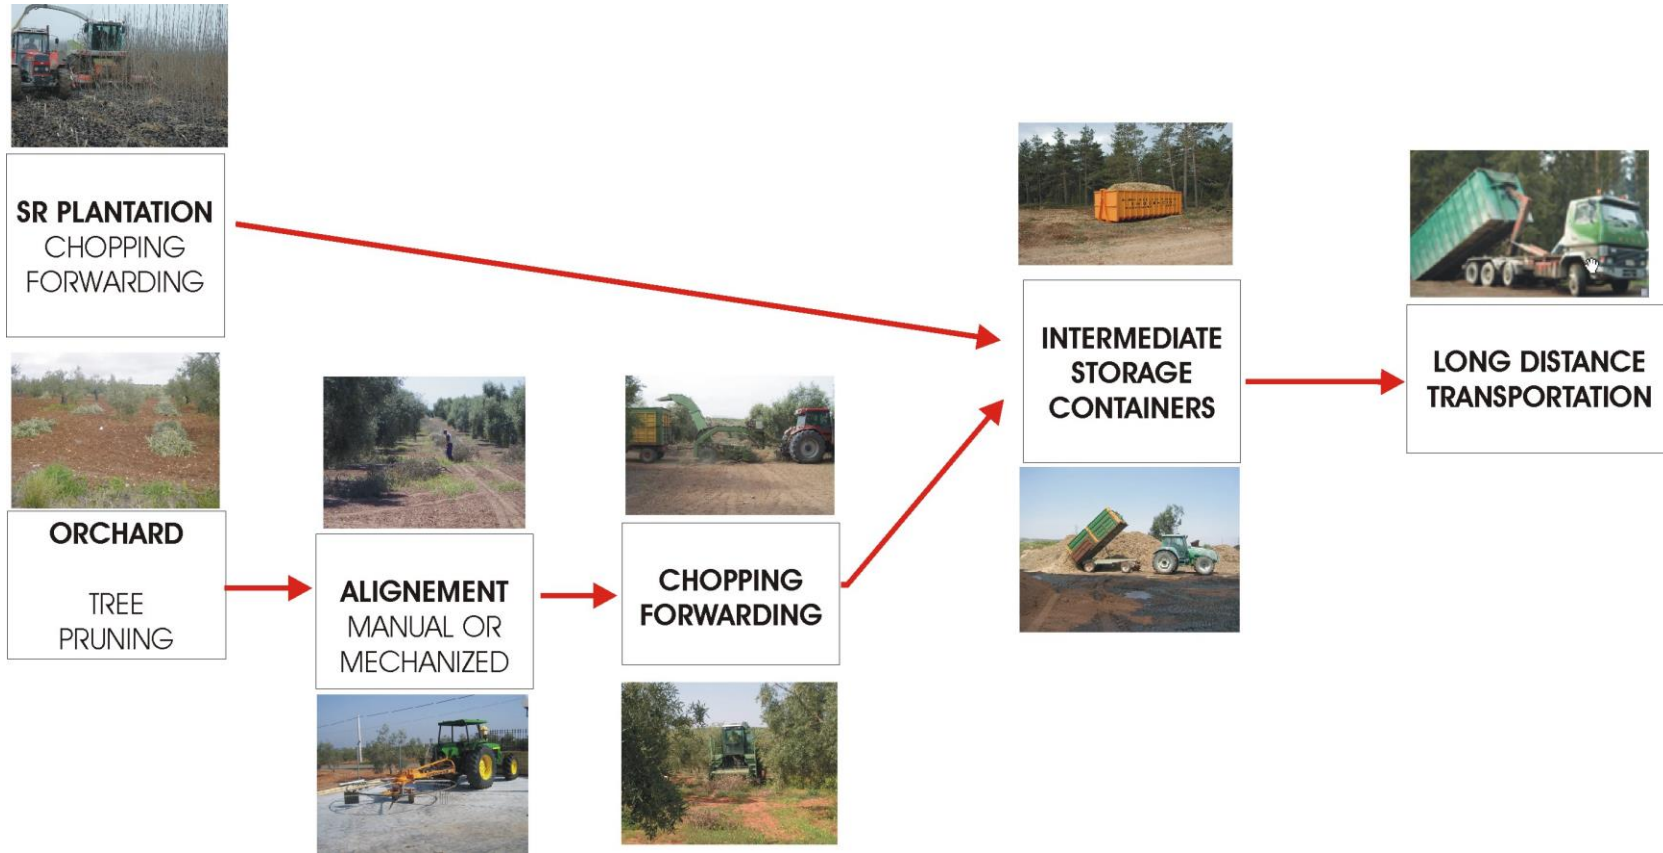 SR PLANTATION
CHOPPING
FORWARDING
ORCHARD
TREE
PRUNING
ALIGNEMENT
MANUAL OR
MECHANIZED
CHOPPING
FORWARDING
INTERMEDIATE
STORAGE
CONTAINERS
LONG DISTANCE
TRANSPORTATION